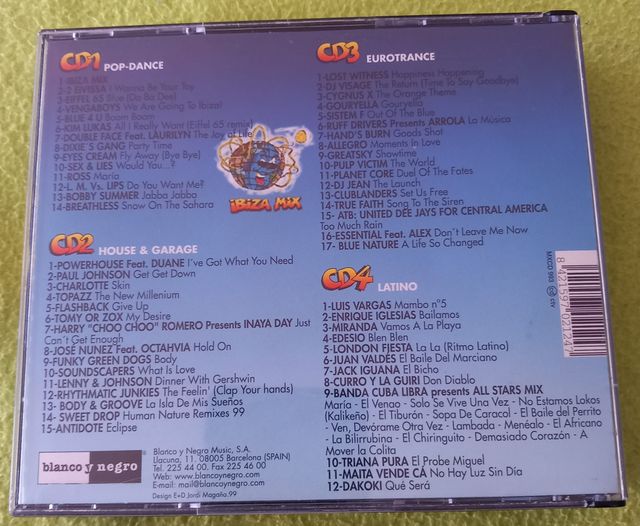 CD1 POP-DANCE
1-IBIZA MIX
2-2 EIVISSA I Wanna Be Your Toy
3-EIFFEL 65 Blue (Da Ba Dee)
4-VENGABOYS We Are Going To Ibiza!
5-BLUE 4 U Boom Boom
6-KIM LUKAS All I Really Want (Eiffel 65 remix)
7-DOUBLE FACE Feat. LAURILYN The Joy of Life
8-DIXIE'S GANG Party Time
9-EYES CREAM Fly Away (Bye Bye)
10-SEX & LIES Would You...?
11-ROSS María
12-L. M. Vs. LIPS Do You Want Me?
13-BOBBY SUMMER Jabba Jabba
14-BREATHLESS Snow On The Sahara
iBiZA MiX
CD2 HOUSE & GARAGE
1-POWERHOUSE Feat. DUANE I've Got What You Need
2-PAUL JOHNSON Get Get Down
3-CHARLOTTE Skin
4-TOPAZZ The New Millenium
5-FLASHBACK Give Up
6-TOMY OR ZOX My Desire
7-HARRY "CHOO CHOO" ROMERO Presents INAYA DAY Just
Can't Get Enough
8-JOSÉ NUNEZ Feat. OCTAHVIA Hold On
9-FUNKY GREEN DOGS Body
10-SOUNDSCAPERS What Is Love
11-LENNY & JOHNSON Dinner With Gershwin
12-RHYTHMATIC JUNKIES The Feelin' (Clap Your hands)
13- BODY & GROOVE La Isla De Mis Sueños
14- SWEET DROP Human Nature Remixes 99
15-ANTIDOTE Eclipse
blanco y negro
Blanco y Negro Music, S.A.
Llacuna, 11. 08005 Barcelona (SPAIN)
Tel. 225 44 00. Fax 225 46 00
Web: www.blancoynegro.com
E.mail: mail@blancoynegro.com
Design E+D Jordi Magaña.99
CD3 EUROTRANCE
1-LOST WITNESS Happiness Happening
2-DJ VISAGE The Return (Time To Say Goodbye)
3-CYGNUS X The Orange Theme
4-GOURYELLA Gouryella
5-SISTEM F Out Of The Blue
6-RUFF DRIVERS Presents ARROLA La Musica
7-HAND'S BURN Goods Shot
8-ALLEGRO Moments In Love
9-GREATSKY Showtime
10-PULP VICTIM The World
11-PLANET CORE Duel Of The Fates
12-DJ JEAN The Launch
13-CLUBLANDERS Set Us Free
14-TRUE FAITH Song To The Siren
15- ATB: UNITED DEE JAYS FOR CENTRAL AMERICA
Too Much Rain
16-ESSENTIAL Feat. ALEX Don't Leave Me Now
17- BLUE NATURE A Life So Changed
CD4 LATINO
1-LUIS VARGAS Mambo nº5
2-ENRIQUE IGLESIAS Bailamos
3-MIRANDA Vamos A La Playa
4-EDESIO Blen Blen
5-LONDON FJESTA La La (Ritmo Latino)
6-JUAN VALDÉS El Baile Del Marciano
7-JACK IGUANA El Bicho
8-CURRO Y LA GUIRI Don Diablo
9-BANDA CUBA LIBRA presents ALL STARS MIX
María - El Vengao - Solo Se Vive Una Vez - No Estamos Lokos
(Kalikeño) - El Tiburón - Sopa De Caracol - El Baile del Perrito
- Ven, Devórame Otra Vez - Lambada - Menéalo - El Africano
- La Bilirrubina - El Chiringuito - Demasiado Corazón - A
Mover la Colita
10-TRIANA PURA El Probe Miguel
11-MAITA VENDE CÁ No Hay Luz Sin Día
12-DAKOKI Qué Será
8 421597 021247